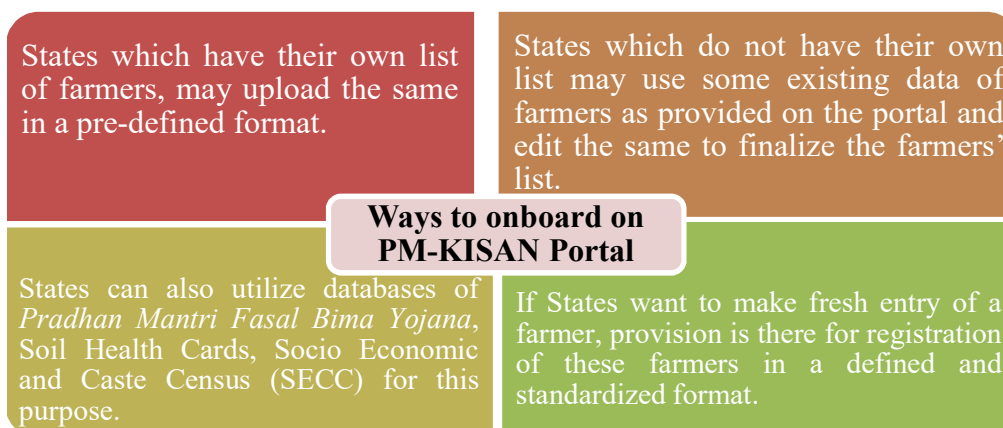 States which have their own list
of farmers, may upload the same
in a pre-defined format.
States which do not have their own
list may use some existing data of
farmers as provided on the portal and
edit the same to finalize the farmers’
list.
Ways to onboard on
PM-KISAN Portal
States can also utilize databases of
Pradhan Mantri Fasal Bima Yojana,
Soil Health Cards, Socio Economic
and Caste Census (SECC) for this
purpose.
If States want to make fresh entry of a
farmer, provision is there for registration
of these farmers in a defined and
standardized format.